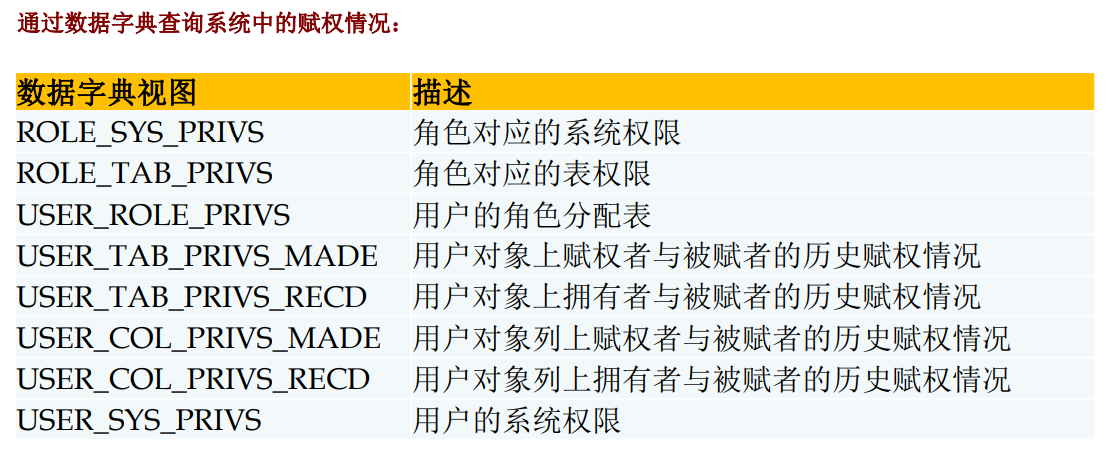 通过数据字典查询系统中的赋权情况：
数据字典视图 描述
ROLE_SYS_PRIVS 角色对应的系统权限
ROLE_TAB_PRIVS 角色对应的表权限
USER_ROLE_PRIVS 用户的角色分配表
USER_TAB_PRIVS_MADE 用户对象上赋权者与被赋者的历史赋权情况
USER_TAB_PRIVS_RECD 用户对象上拥有者与被赋者的历史赋权情况
USER_COL_PRIVS_MADE 用户对象列上赋权者与被赋者的历史赋权情况
USER_COL_PRIVS_RECD 用户对象列上拥有者与被赋者的历史赋权情况
USER_SYS_PRIVS 用户的系统权限